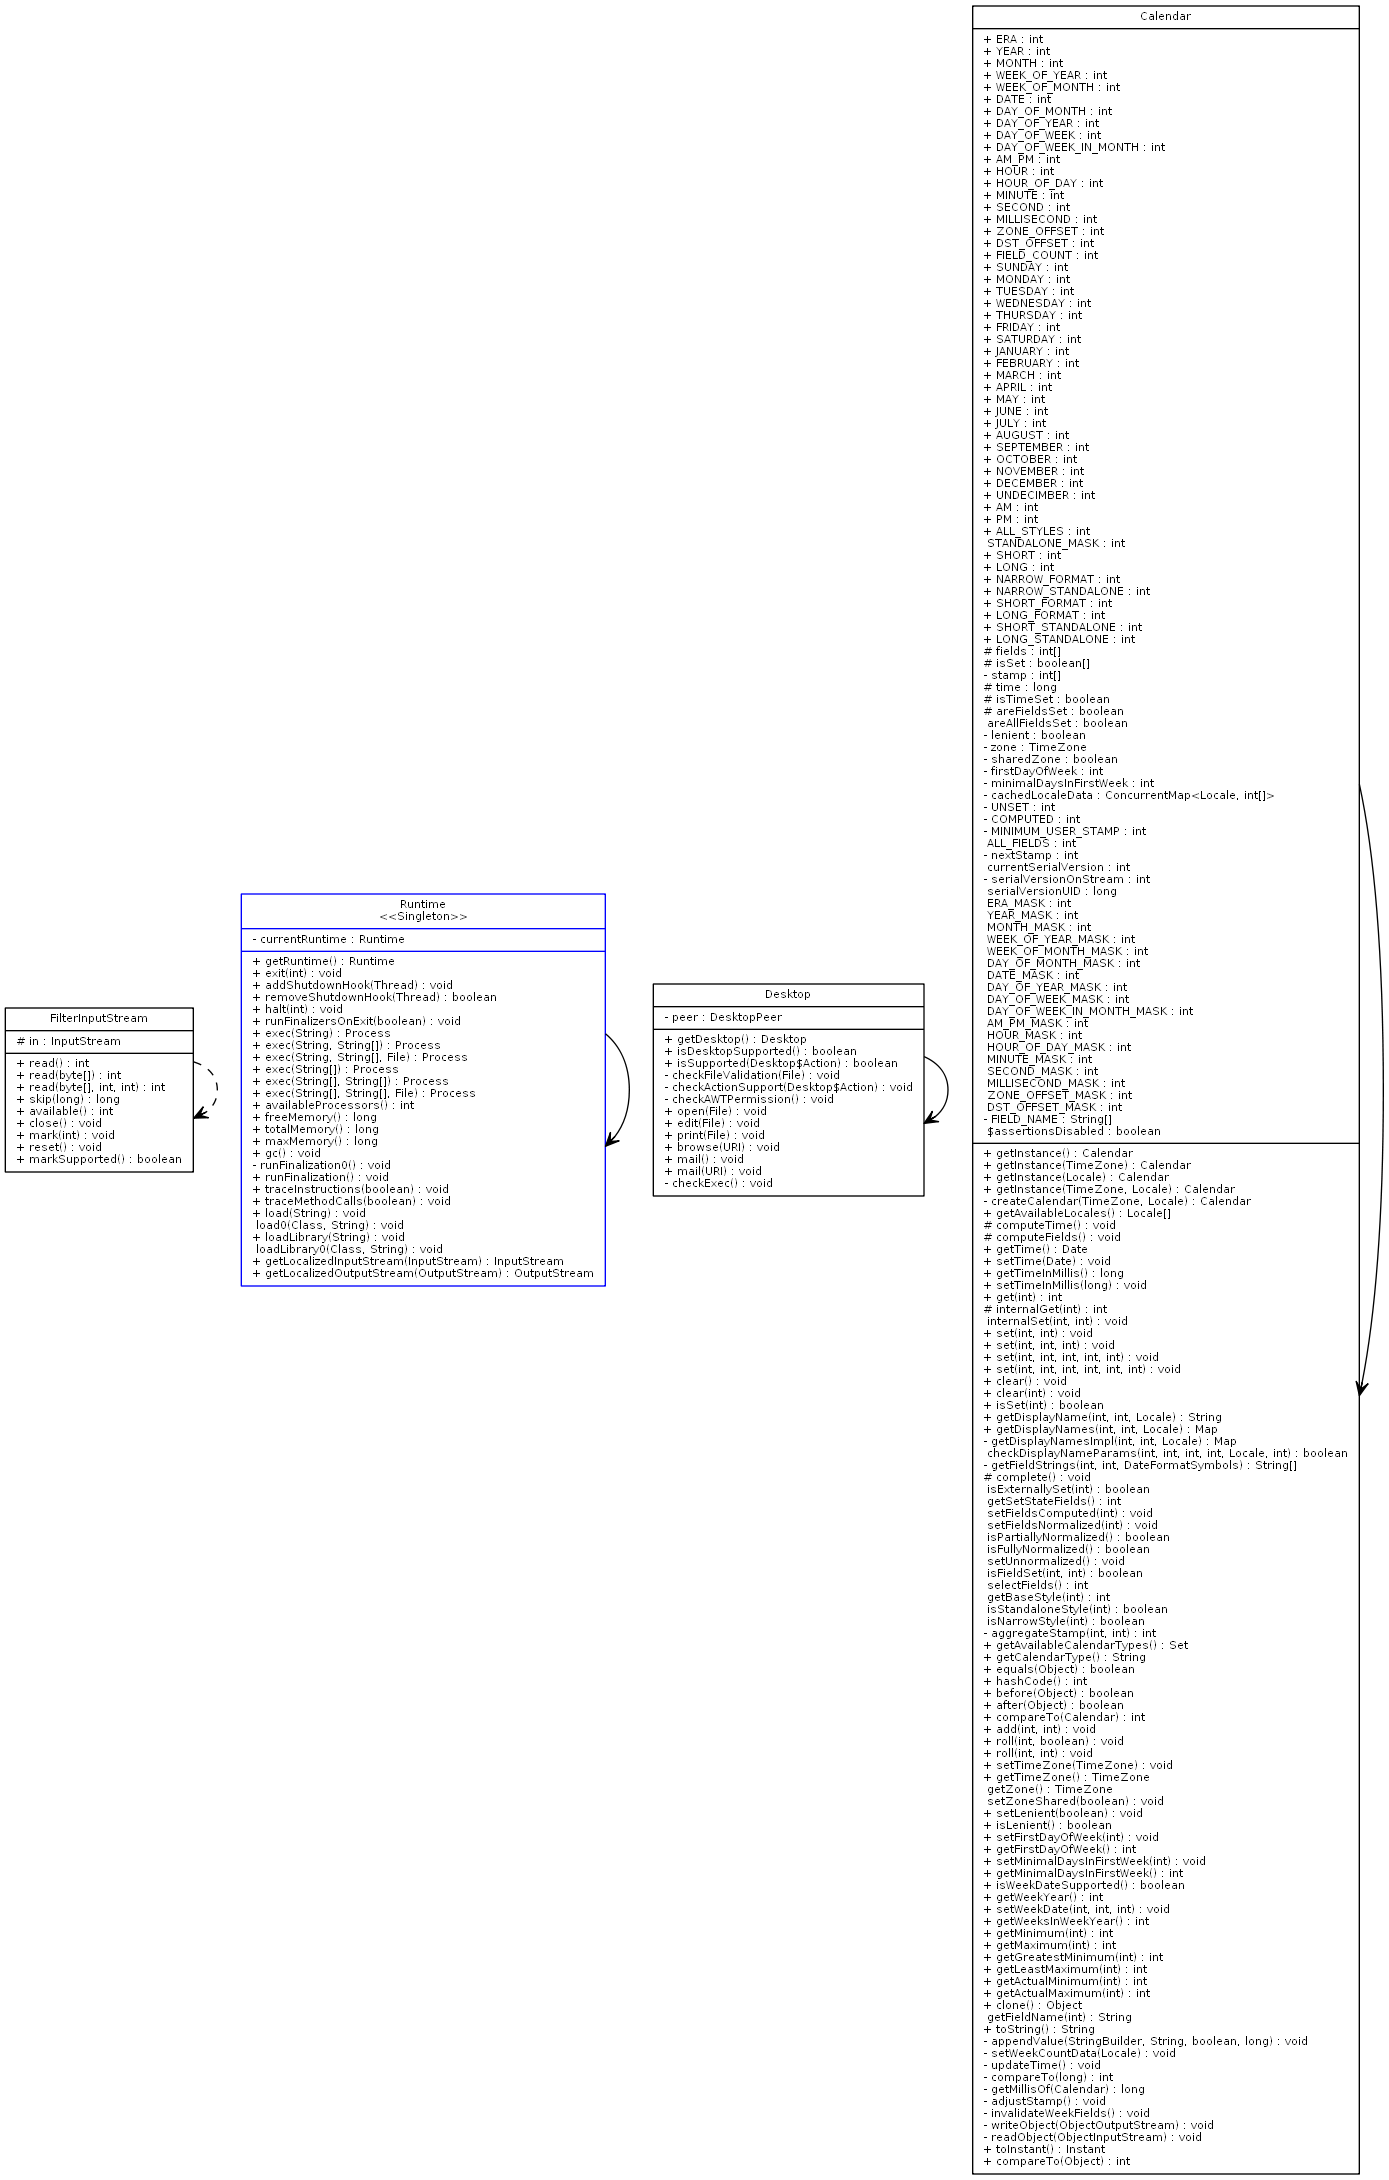 FilterInputStream
# in : InputStream
+ read() : int
+ read(byte[]) : int
+ read(byte[], int, int) : int
+ skip(long) : long
+ available() : int
+ close() : void
+ mark(int) : void
+ reset() : void
+ markSupported() : boolean
Runtime
<<Singleton>>
- currentRuntime : Runtime
+ getRuntime() : Runtime
+ exit(int) : void
+ addShutdownHook(Thread) : void
+ removeShutdownHook(Thread) : boolean
+ halt(int) : void
+ runFinalizersOnExit(boolean) : void
+ exec(String) : Process
+ exec(String, String[]) : Process
+ exec(String, String[], File) : Process
+ exec(String[]) : Process
+ exec(String[], String[]) : Process
+ exec(String[], String[], File) : Process
+ availableProcessors() : int
+ freeMemory() : long
+ totalMemory() : long
+ maxMemory() : long
+ gc() : void
- runFinalization0() : void
+ runFinalization() : void
+ traceInstructions(boolean) : void
+ traceMethodCalls(boolean) : void
+ load(String) : void
load0(Class, String) : void
+ loadLibrary(String) : void
loadLibrary0(Class, String) : void
+ getLocalizedInputStream(InputStream) : InputStream
+ getLocalizedOutputStream(OutputStream) : OutputStream
Desktop
- peer : DesktopPeer
+ getDesktop() : Desktop
+ isDesktopSupported() : boolean
+ isSupported(Desktop$Action) : boolean
- checkFileValidation(File) : void
- checkActionSupport(Desktop$Action) : void
- checkAWTPermission() : void
+ open(File) : void
+ edit(File) : void
+ print(File) : void
+ browse(URI) : void
+ mail() : void
+ mail(URI) : void
- checkExec() : void
Calendar
+ ERA : int
+ YEAR : int
+ MONTH : int
+ WEEK_OF_YEAR : int
+ WEEK_OF_MONTH : int
+ DATE : int
+ DAY_OF_MONTH : int
+ DAY_OF_YEAR : int
+ DAY_OF_WEEK : int
+ DAY_OF_WEEK_IN_MONTH : int
+ AM_PM : int
+ HOUR : int
+ HOUR_OF_DAY : int
+ MINUTE : int
+ SECOND : int
+ MILLISECOND : int
+ ZONE_OFFSET : int
+ DST_OFFSET : int
+ FIELD_COUNT : int
+ SUNDAY : int
+ MONDAY : int
+ TUESDAY : int
+ WEDNESDAY : int
+ THURSDAY : int
+ FRIDAY : int
+ SATURDAY : int
+ JANUARY : int
+ FEBRUARY : int
+ MARCH : int
+ APRIL : int
+ MAY : int
+ JUNE : int
+ JULY : int
+ AUGUST : int
+ SEPTEMBER : int
+ OCTOBER : int
+ NOVEMBER : int
+ DECEMBER : int
+ UNDECIMBER : int
+ AM : int
+ PM : int
+ ALL_STYLES : int
STANDALONE_MASK : int
+ SHORT : int
+ LONG : int
+ NARROW_FORMAT : int
+ NARROW_STANDALONE : int
+ SHORT_FORMAT : int
+ LONG_FORMAT : int
+ SHORT_STANDALONE : int
+ LONG_STANDALONE : int
# fields : int[]
# isSet : boolean[]
- stamp : int[]
# time : long
# isTimeSet : boolean
# areFieldsSet : boolean
areAllFieldsSet : boolean
- lenient : boolean
- zone : TimeZone
- sharedZone : boolean
- firstDayOfWeek : int
- minimalDaysInFirstWeek : int
- cachedLocaleData : ConcurrentMap<Locale, int[]>
- UNSET : int
- COMPUTED : int
- MINIMUM_USER_STAMP : int
ALL_FIELDS : int
- nextStamp : int
currentSerialVersion : int
- serialVersionOnStream : int
serialVersionUID : long
ERA_MASK : int
YEAR_MASK : int
MONTH_MASK : int
WEEK_OF_YEAR_MASK : int
WEEK_OF_MONTH_MASK : int
DAY_OF_MONTH_MASK : int
DATE_MASK : int
DAY_OF_YEAR_MASK : int
DAY_OF_WEEK_MASK : int
DAY_OF_WEEK_IN_MONTH_MASK : int
AM_PM_MASK : int
HOUR_MASK : int
HOUR_OF_DAY_MASK : int
MINUTE_MASK : int
SECOND_MASK : int
MILLISECOND_MASK : int
ZONE_OFFSET_MASK : int
DST_OFFSET_MASK : int
- FIELD_NAME : String[]
$assertionsDisabled : boolean
+ getInstance() : Calendar
+ getInstance(TimeZone) : Calendar
+ getInstance(Locale) : Calendar
+ getInstance(TimeZone, Locale) : Calendar
- createCalendar(TimeZone, Locale) : Calendar
+ getAvailableLocales() : Locale[]
# computeTime() : void
# computeFields() : void
+ getTime() : Date
+ setTime(Date) : void
+ getTimeInMillis() : long
+ setTimeInMillis(long) : void
+ get(int) : int
# internalGet(int) : int
internalSet(int, int) : void
+ set(int, int) : void
+ set(int, int, int) : void
+ set(int, int, int, int, int) : void
+ set(int, int, int, int, int, int) : void
+ clear() : void
+ clear(int) : void
+ isSet(int) : boolean
+ getDisplayName(int, int, Locale) : String
+ getDisplayNames(int, int, Locale) : Map
- getDisplayNamesImpl(int, int, Locale) : Map
checkDisplayNameParams(int, int, int, int, Locale, int) : boolean
- getFieldStrings(int, int, DateFormatSymbols) : String[]
# complete() : void
isExternallySet(int) : boolean
getSetStateFields() : int
setFieldsComputed(int) : void
setFieldsNormalized(int) : void
isPartiallyNormalized() : boolean
isFullyNormalized() : boolean
setUnnormalized() : void
isFieldSet(int, int) : boolean
selectFields() : int
getBaseStyle(int) : int
isStandaloneStyle(int) : boolean
isNarrowStyle(int) : boolean
- aggregateStamp(int, int) : int
+ getAvailableCalendarTypes() : Set
+ getCalendarType() : String
+ equals(Object) : boolean
+ hashCode() : int
+ before(Object) : boolean
+ after(Object) : boolean
+ compareTo(Calendar) : int
+ add(int, int) : void
+ roll(int, boolean) : void
+ roll(int, int) : void
+ setTimeZone(TimeZone) : void
+ getTimeZone() : TimeZone
getZone() : TimeZone
setZoneShared(boolean) : void
+ setLenient(boolean) : void
+ isLenient() : boolean
+ setFirstDayOfWeek(int) : void
+ getFirstDayOfWeek() : int
+ setMinimalDaysInFirstWeek(int) : void
+ getMinimalDaysInFirstWeek() : int
+ isWeekDateSupported() : boolean
+ getWeekYear() : int
+ setWeekDate(int, int, int) : void
+ getWeeksInWeekYear() : int
+ getMinimum(int) : int
+ getMaximum(int) : int
+ getGreatestMinimum(int) : int
+ getLeastMaximum(int) : int
+ getActualMinimum(int) : int
+ getActualMaximum(int) : int
+ clone() : Object
getFieldName(int) : String
+ toString() : String
- appendValue(StringBuilder, String, boolean, long) : void
- setWeekCountData(Locale) : void
- updateTime() : void
- compareTo(long) : int
- getMillisOf(Calendar) : long
- adjustStamp() : void
- invalidateWeekFields() : void
- writeObject(ObjectOutputStream) : void
- readObject(ObjectInputStream) : void
+ toInstant() : Instant
+ compareTo(Object) : int